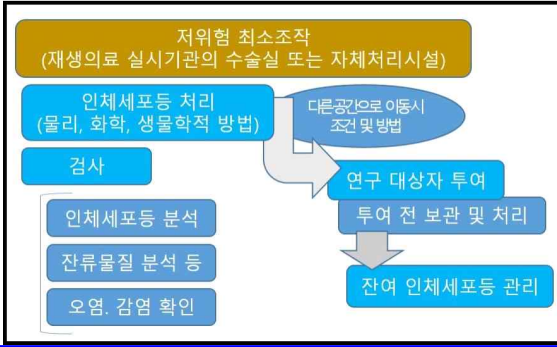 저위험 최소조작
(재생의료 실시기관의 수술실 또는 자체처리시설)
인체세포등 처리
(물리, 화학, 생물학적 방법)
다른공간으로 이동시
조건 및 방법
검사
연구 대상자 투여
투여 전 보관 및 처리
인체세포등 분석
잔류물질 분석 등
오염. 감염 확인
잔여 인체세포등 관리